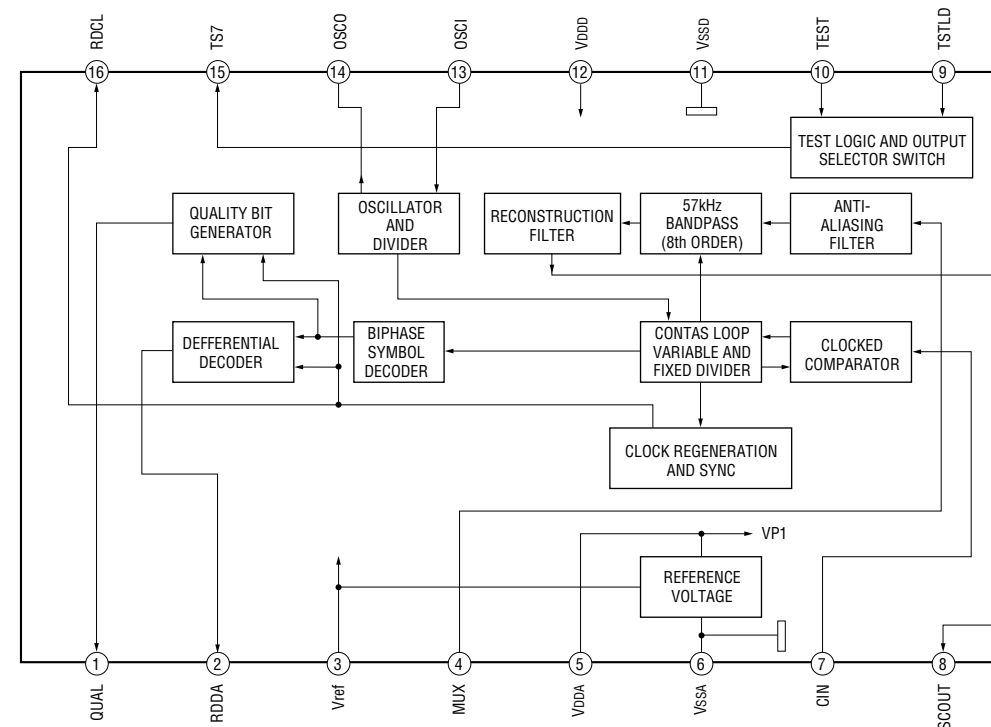 RDCL
TS7
OSCO
OSCI
VDDD
VSSD
TEST
TSTLD
16
15
14
13
12
11
10
9
TEST LOGIC AND OUTPUT
SELECTOR SWITCH
QUALITY BIT
GENERATOR
OSCILLATOR
AND
DIVIDER
RECONSTRUCTION
FILTER
57kHz
BANDPASS
(8th ORDER)
ANTI-
ALIASING
FILTER
DEFFERENTIAL
DECODER
BIPHASE
SYMBOL
DECODER
CONTAS LOOP
VARIABLE AND
FIXED DIVIDER
CLOCKED
COMPARATOR
CLOCK REGENERATION
AND SYNC
VP1
REFERENCE
VOLTAGE
1
2
3
4
5
6
7
8
QUAL
RDDA
Vref
MUX
VDDA
VSSA
CIN
SCOUT